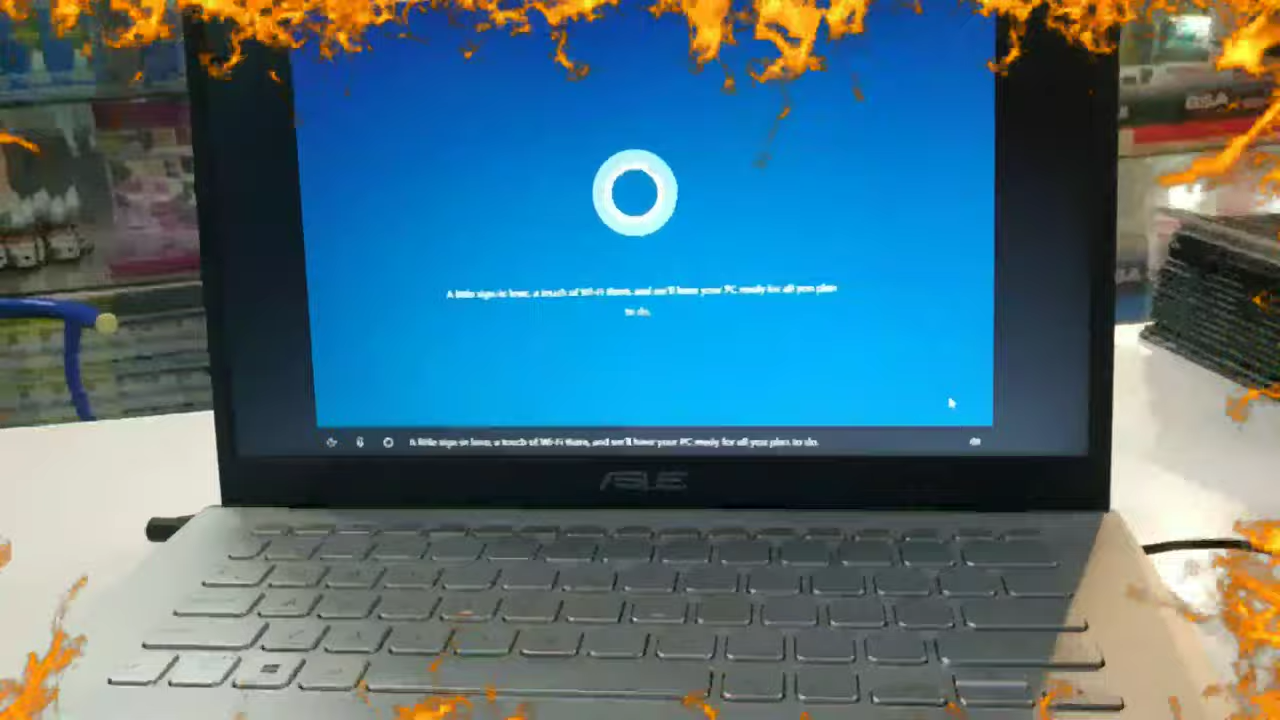 A little sign-in here, a touch of Wi-Fi there, and we'll have your PC ready for all you plan
to do.
A little sign-in here, a touch of Wi-Fi there, and we'll have your PC ready for all you plan to do.
ASUS
BSA